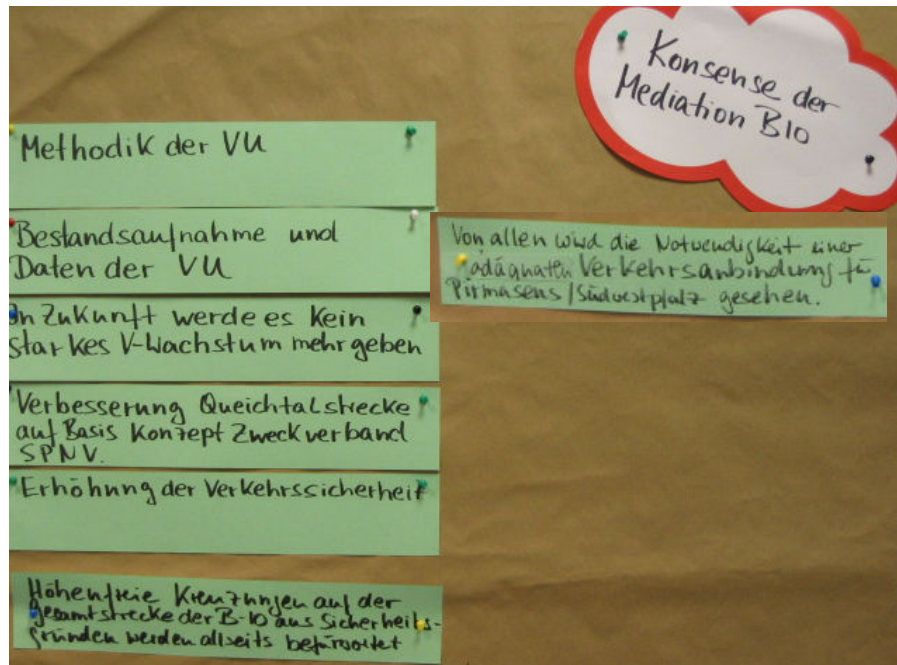 Konsense der
Mediation B10
Methodik der VU
Bestandsaufnahme und
Daten der VU
In Zukunft werde es kein
starkes V-Wachstum mehr geben
Verbesserung Queichtalstrecke
auf Basis Konzept Zweckverband
SPNV.
Erhöhnung der Verkehrssicherheit
Höhenfreie Kreuzungen auf der
Gesamtstrecke der B-10 aus Sicherheits-
gründen werden allseits befürwortet
Von allen wird die Notwendigkeit einer
adäquaten Verkehrsanbindung für
Pirmasens/Südwestpfalz gesehen.